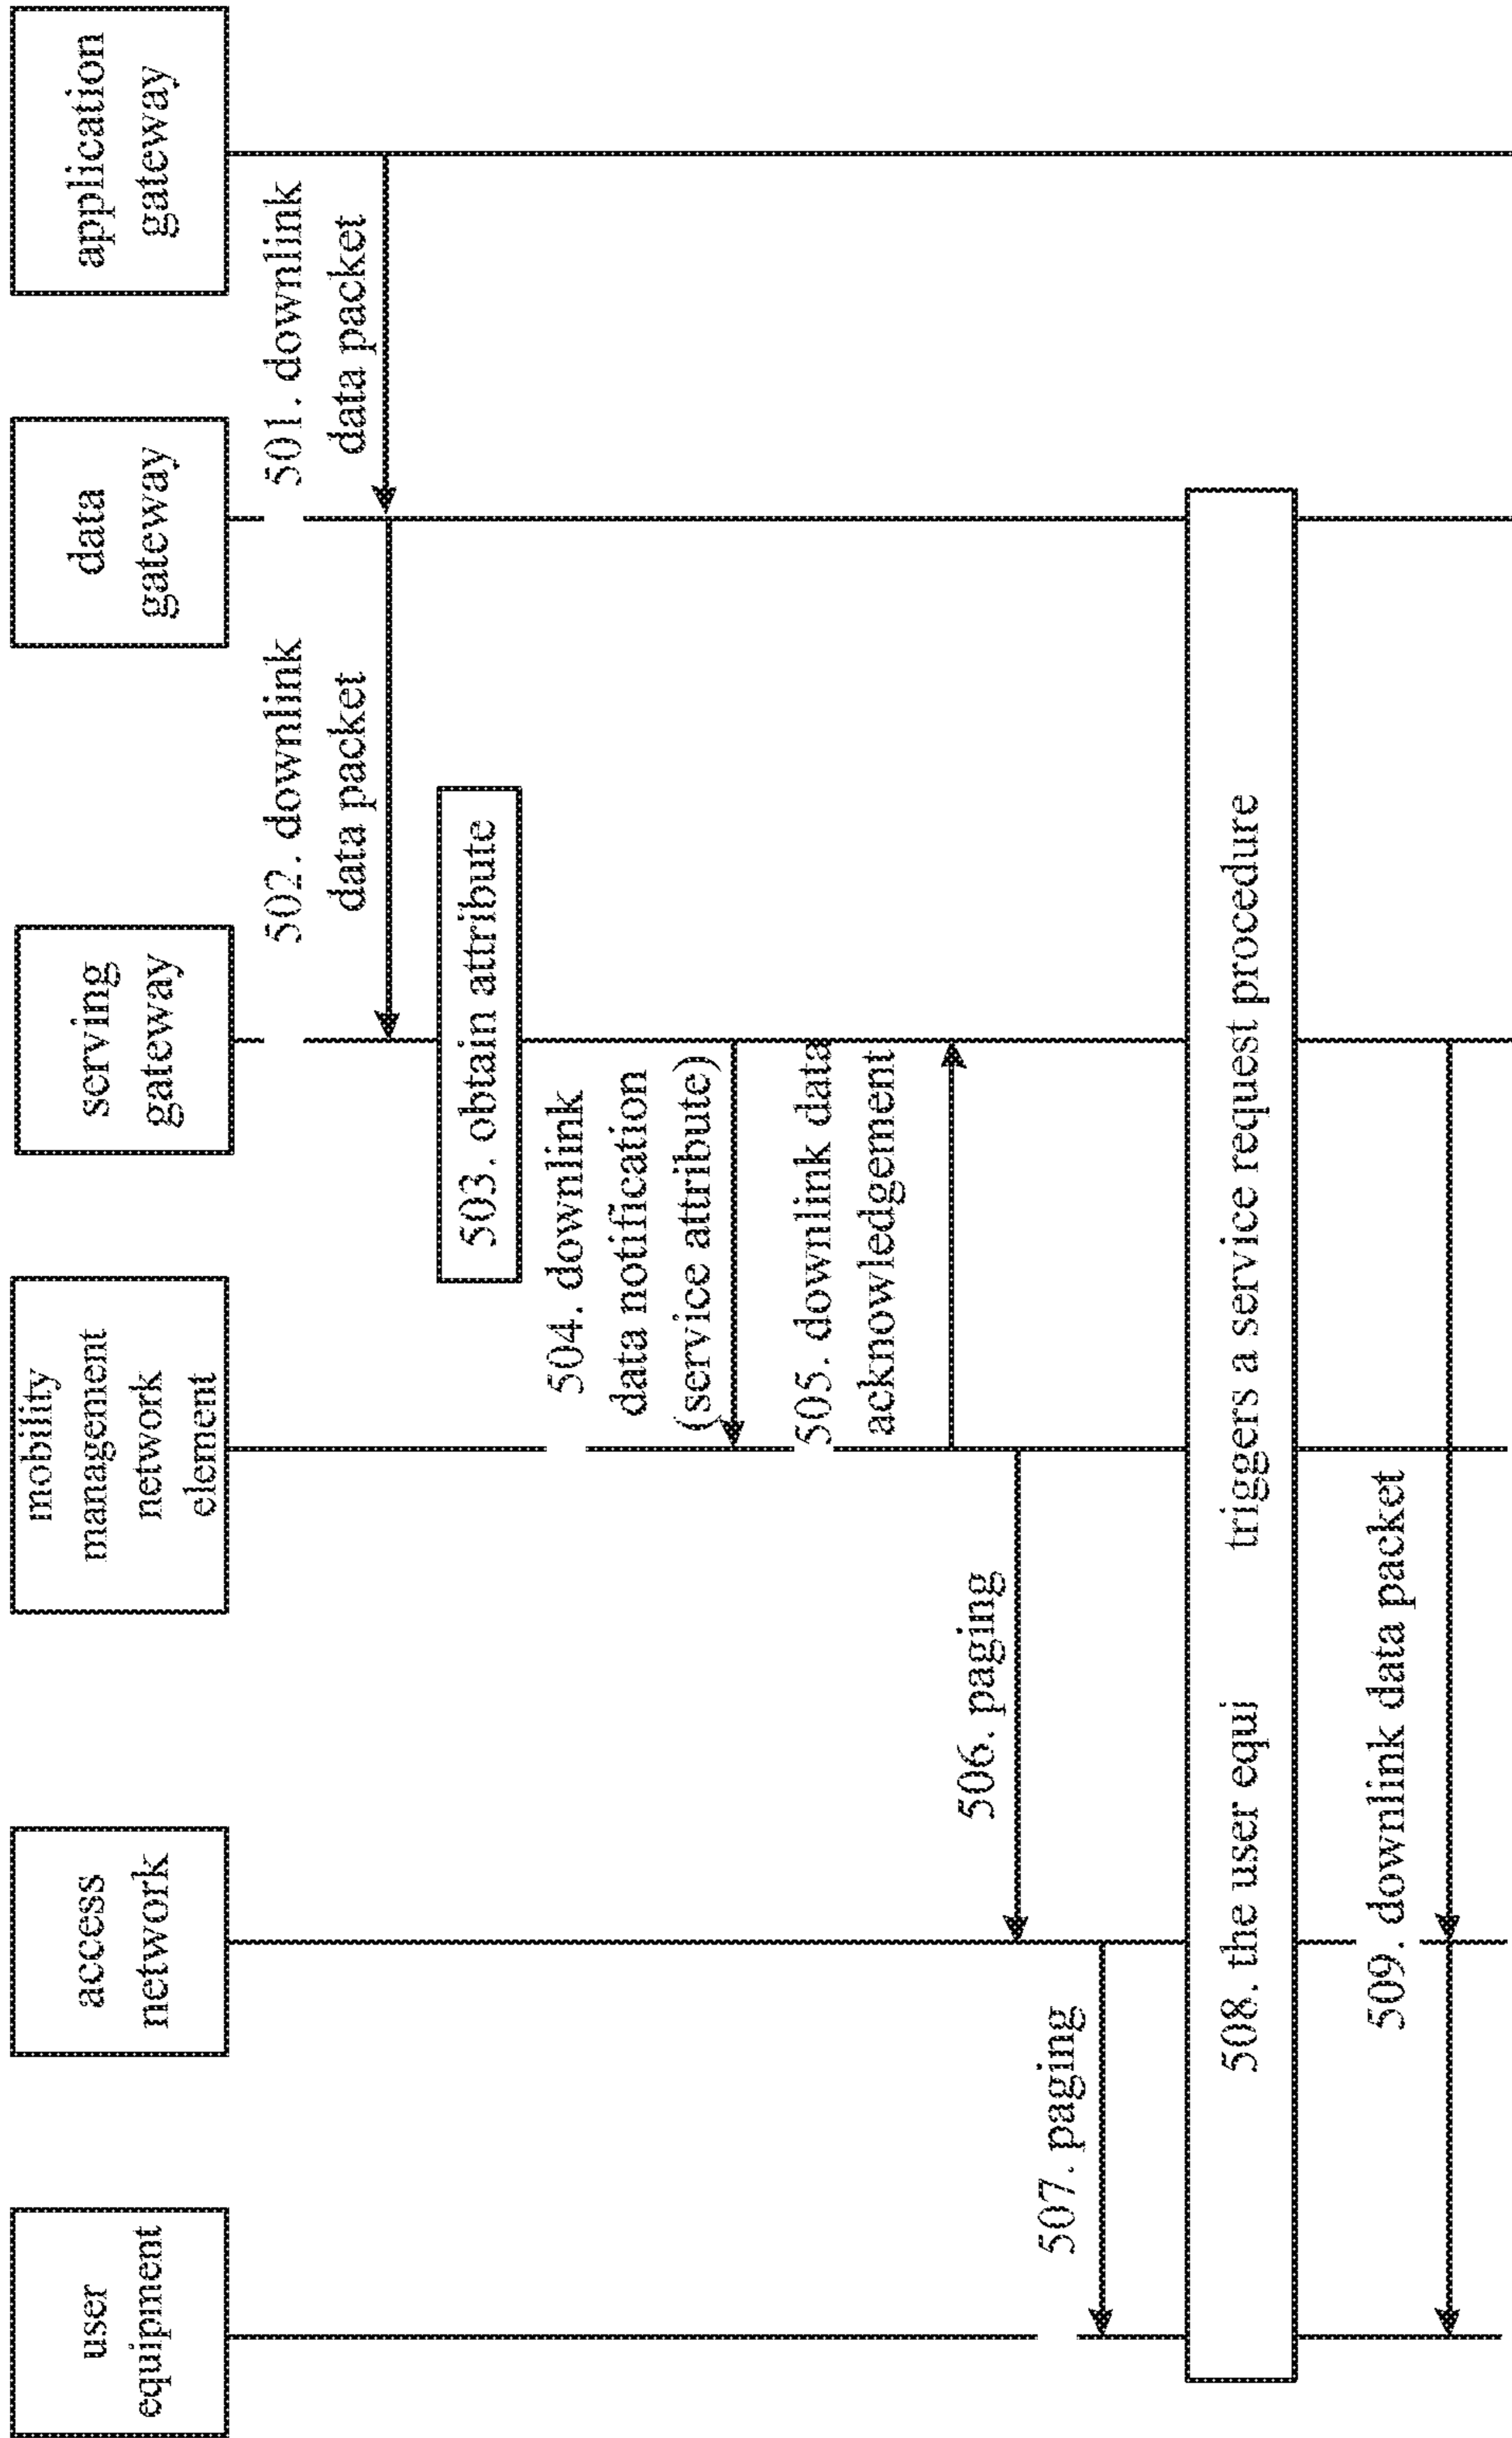 user
equipment
access
network
mobility
management
network
element
serving
gateway
data
gateway
application
gateway
501. downlink
data packet
502. downlink
data packet
503. obtain attribute
504. downlink
data notification
(service attribute)
505. downlink data
acknowledgement
506. paging
507. paging
508. the user equi triggers a service request procedure
509. downlink data packet